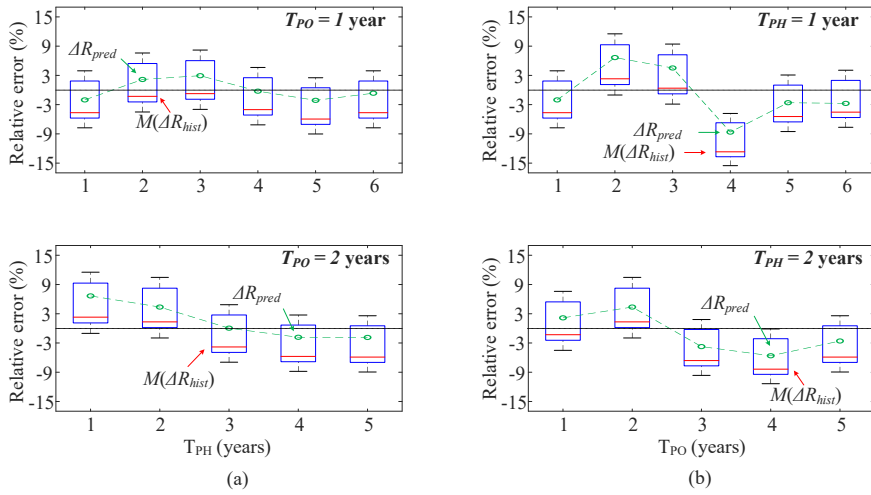 T_PO = 1 year
Relative error (%)
15
9
3
-3
-9
-15
ΔR_pred
M(ΔR_hist)
1 2 3 4 5 6
T_PH = 1 year
Relative error (%)
15
9
3
-3
-9
-15
ΔR_pred
M(ΔR_hist)
1 2 3 4 5 6
T_PO = 2 years
Relative error (%)
15
9
3
-3
-9
-15
ΔR_pred
M(ΔR_hist)
1 2 3 4 5
T_PH (years)
(a)
T_PH = 2 years
Relative error (%)
15
9
3
-3
-9
-15
ΔR_pred
M(ΔR_hist)
1 2 3 4 5
T_PO (years)
(b)